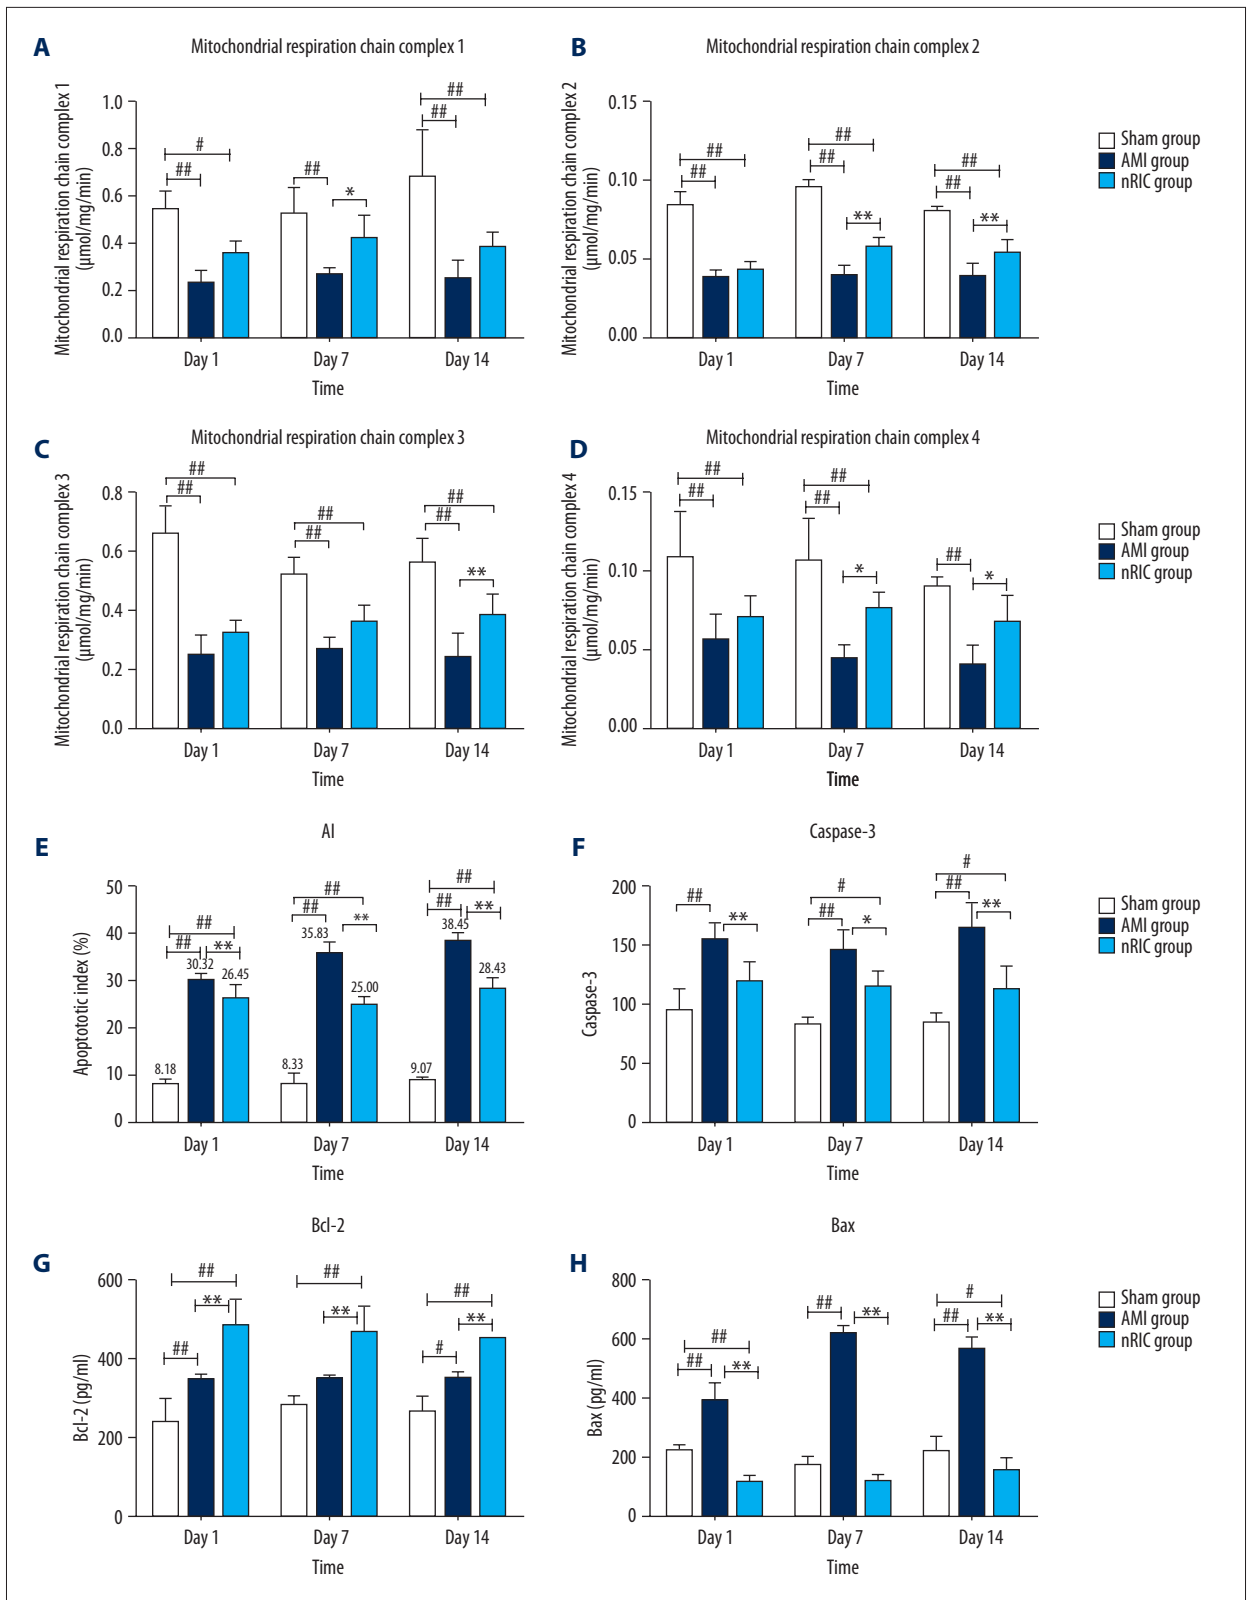 A
Mitochondrial respiration chain complex 1
Mitochondrial respiration chain complex 1
(µmol/mg/min)
1.0
0.8
0.6
0.4
0.2
0.0
#
##
##
*
##
##
Day 1
Day 7
Day 14
Time
B
Mitochondrial respiration chain complex 2
Mitochondrial respiration chain complex 2
(µmol/mg/min)
0.15
0.10
0.05
0.00
##
##
##
##
**
##
##
**
Day 1
Day 7
Day 14
Time
Sham group
AMI group
nRIC group
C
Mitochondrial respiration chain complex 3
Mitochondrial respiration chain complex 3
(µmol/mg/min)
0.8
0.6
0.4
0.2
0.0
##
##
##
##
##
##
**
Day 1
Day 7
Day 14
Time
D
Mitochondrial respiration chain complex 4
Mitochondrial respiration chain complex 4
(µmol/mg/min)
0.15
0.10
0.05
0.00
##
##
##
##
*
##
*
Day 1
Day 7
Day 14
Time
Sham group
AMI group
nRIC group
E
AI
Apoptototic index (%)
50
40
30
20
10
0
##
##
**
8.18
30.32
26.45
##
##
**
8.33
35.83
25.00
##
##
**
9.07
38.45
28.43
Day 1
Day 7
Day 14
Time
F
Caspase-3
Caspase-3
200
150
100
50
0
##
**
#
##
*
#
##
**
Day 1
Day 7
Day 14
Time
Sham group
AMI group
nRIC group
G
Bcl-2
Bcl-2 (pg/ml)
600
400
200
0
##
**
##
##
**
##
**
#
Day 1
Day 7
Day 14
Time
H
Bax
Bax (pg/ml)
800
600
400
200
0
##
##
**
##
**
#
##
**
Day 1
Day 7
Day 14
Time
Sham group
AMI group
nRIC group